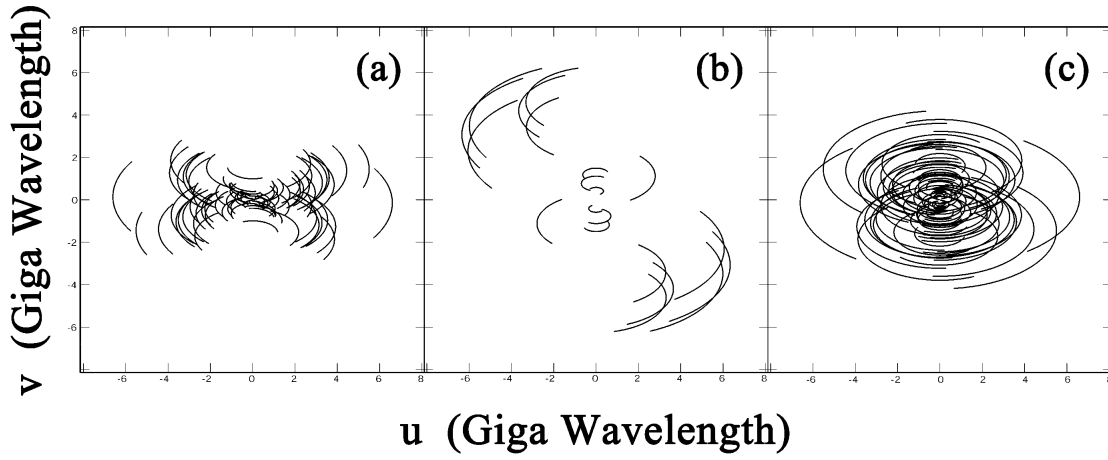 (a)
(b)
(c)
v (Giga Wavelength)
8
6
4
2
0
-2
-4
-6
-6 -4 -2 0 2 4 6 8
-6 -4 -2 0 2 4 6 8
-6 -4 -2 0 2 4 6 8
u (Giga Wavelength)